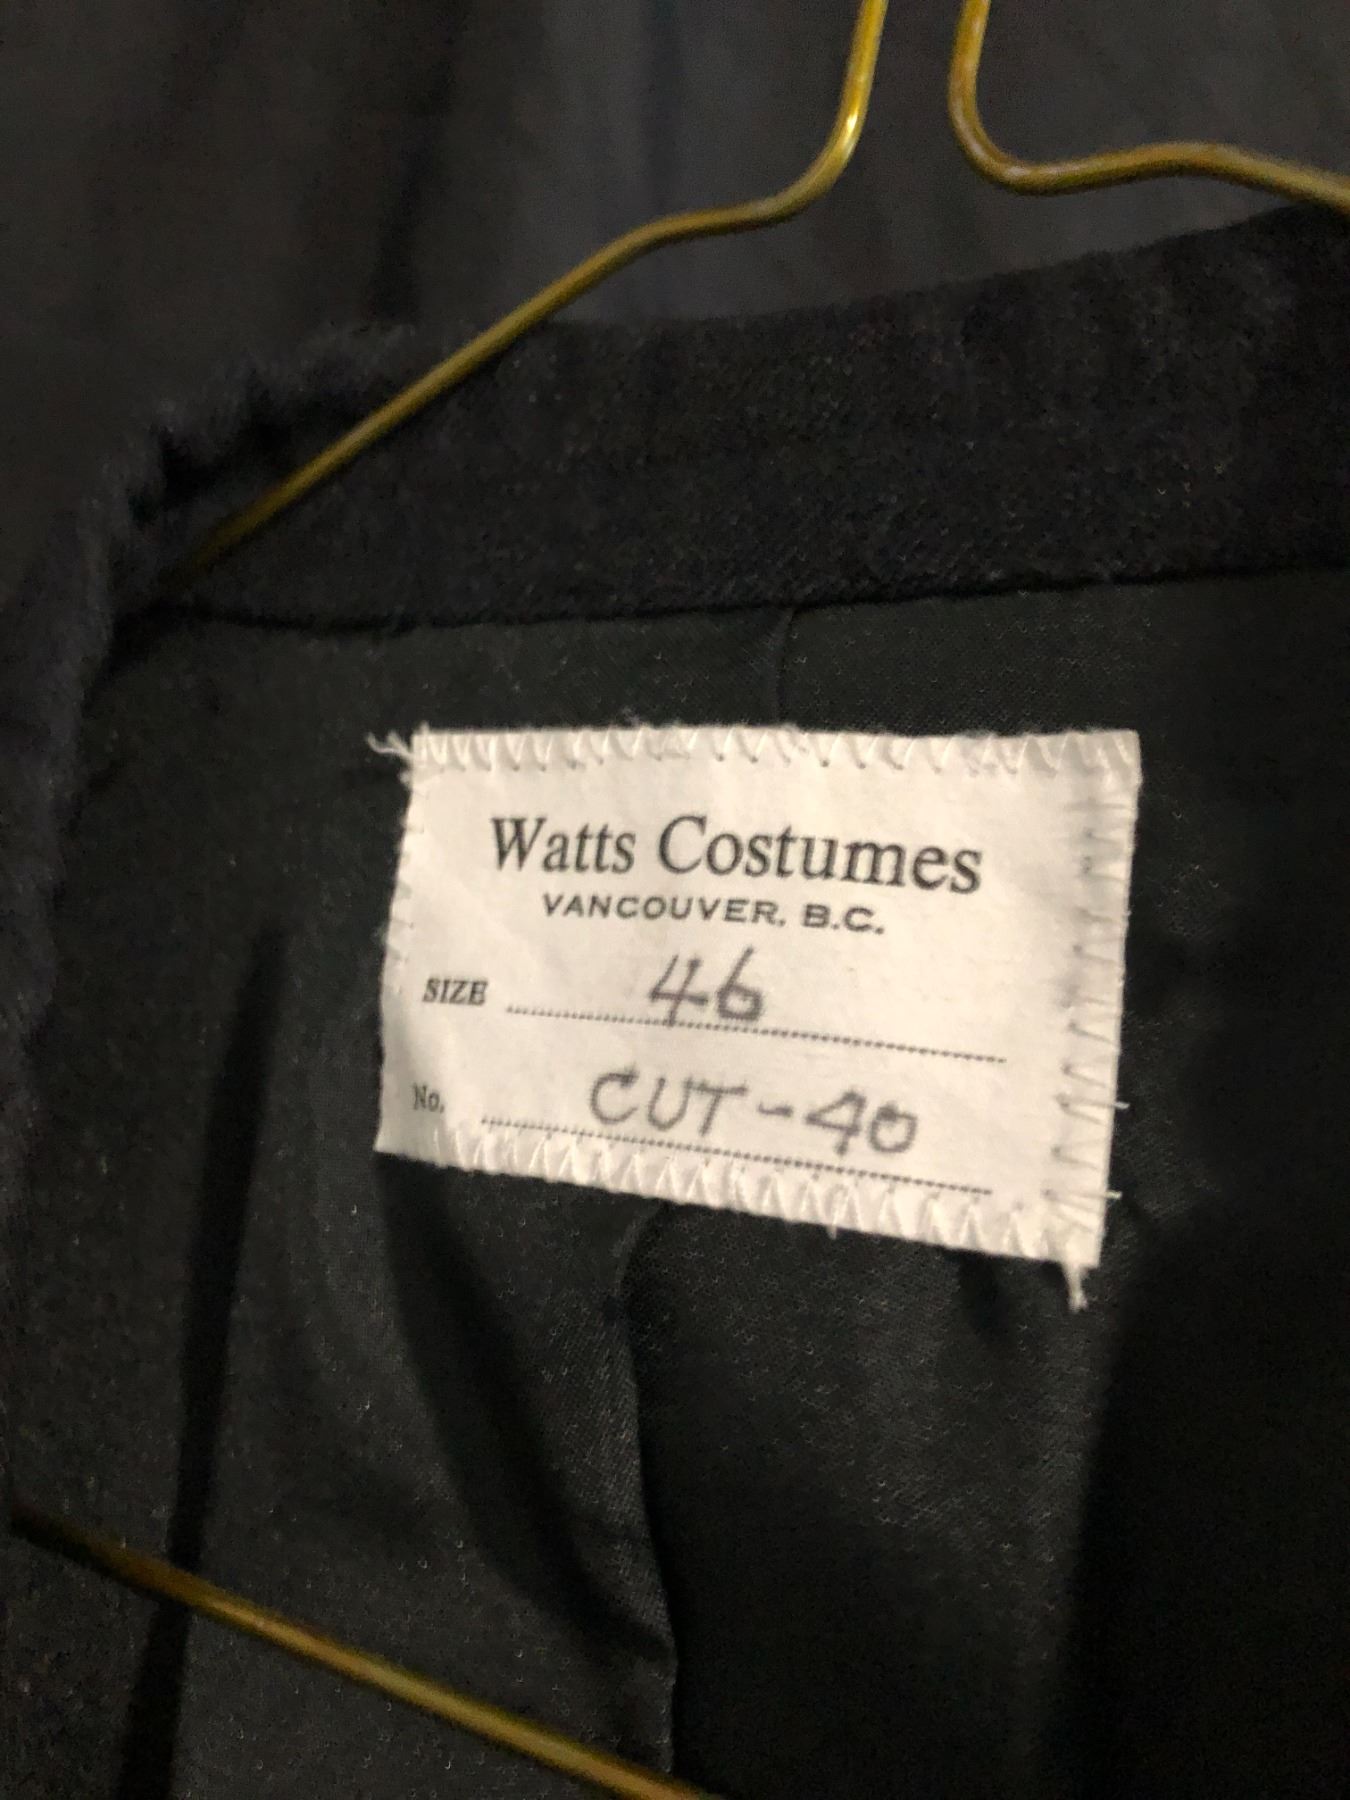 Watts Costumes
VANCOUVER, B.C.
SIZE 46
No. CUT-40